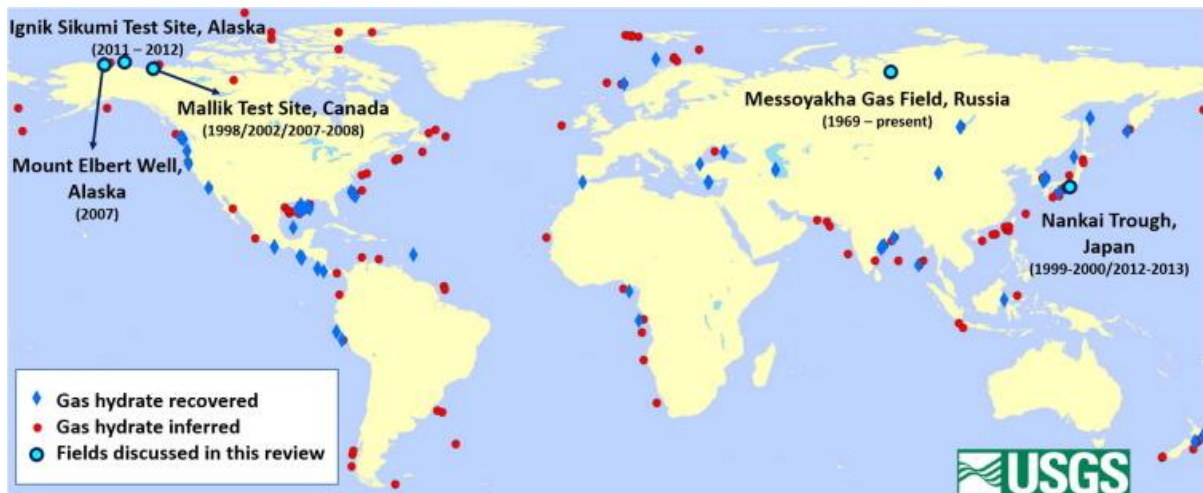 Ignik Sikumi Test Site, Alaska
(2011 – 2012)
Mallik Test Site, Canada
(1998/2002/2007-2008)
Mount Elbert Well,
Alaska
(2007)
Messoyakha Gas Field, Russia
(1969 – present)
Nankai Trough,
Japan
(1999-2000/2012-2013)
Gas hydrate recovered
Gas hydrate inferred
Fields discussed in this review
USGS